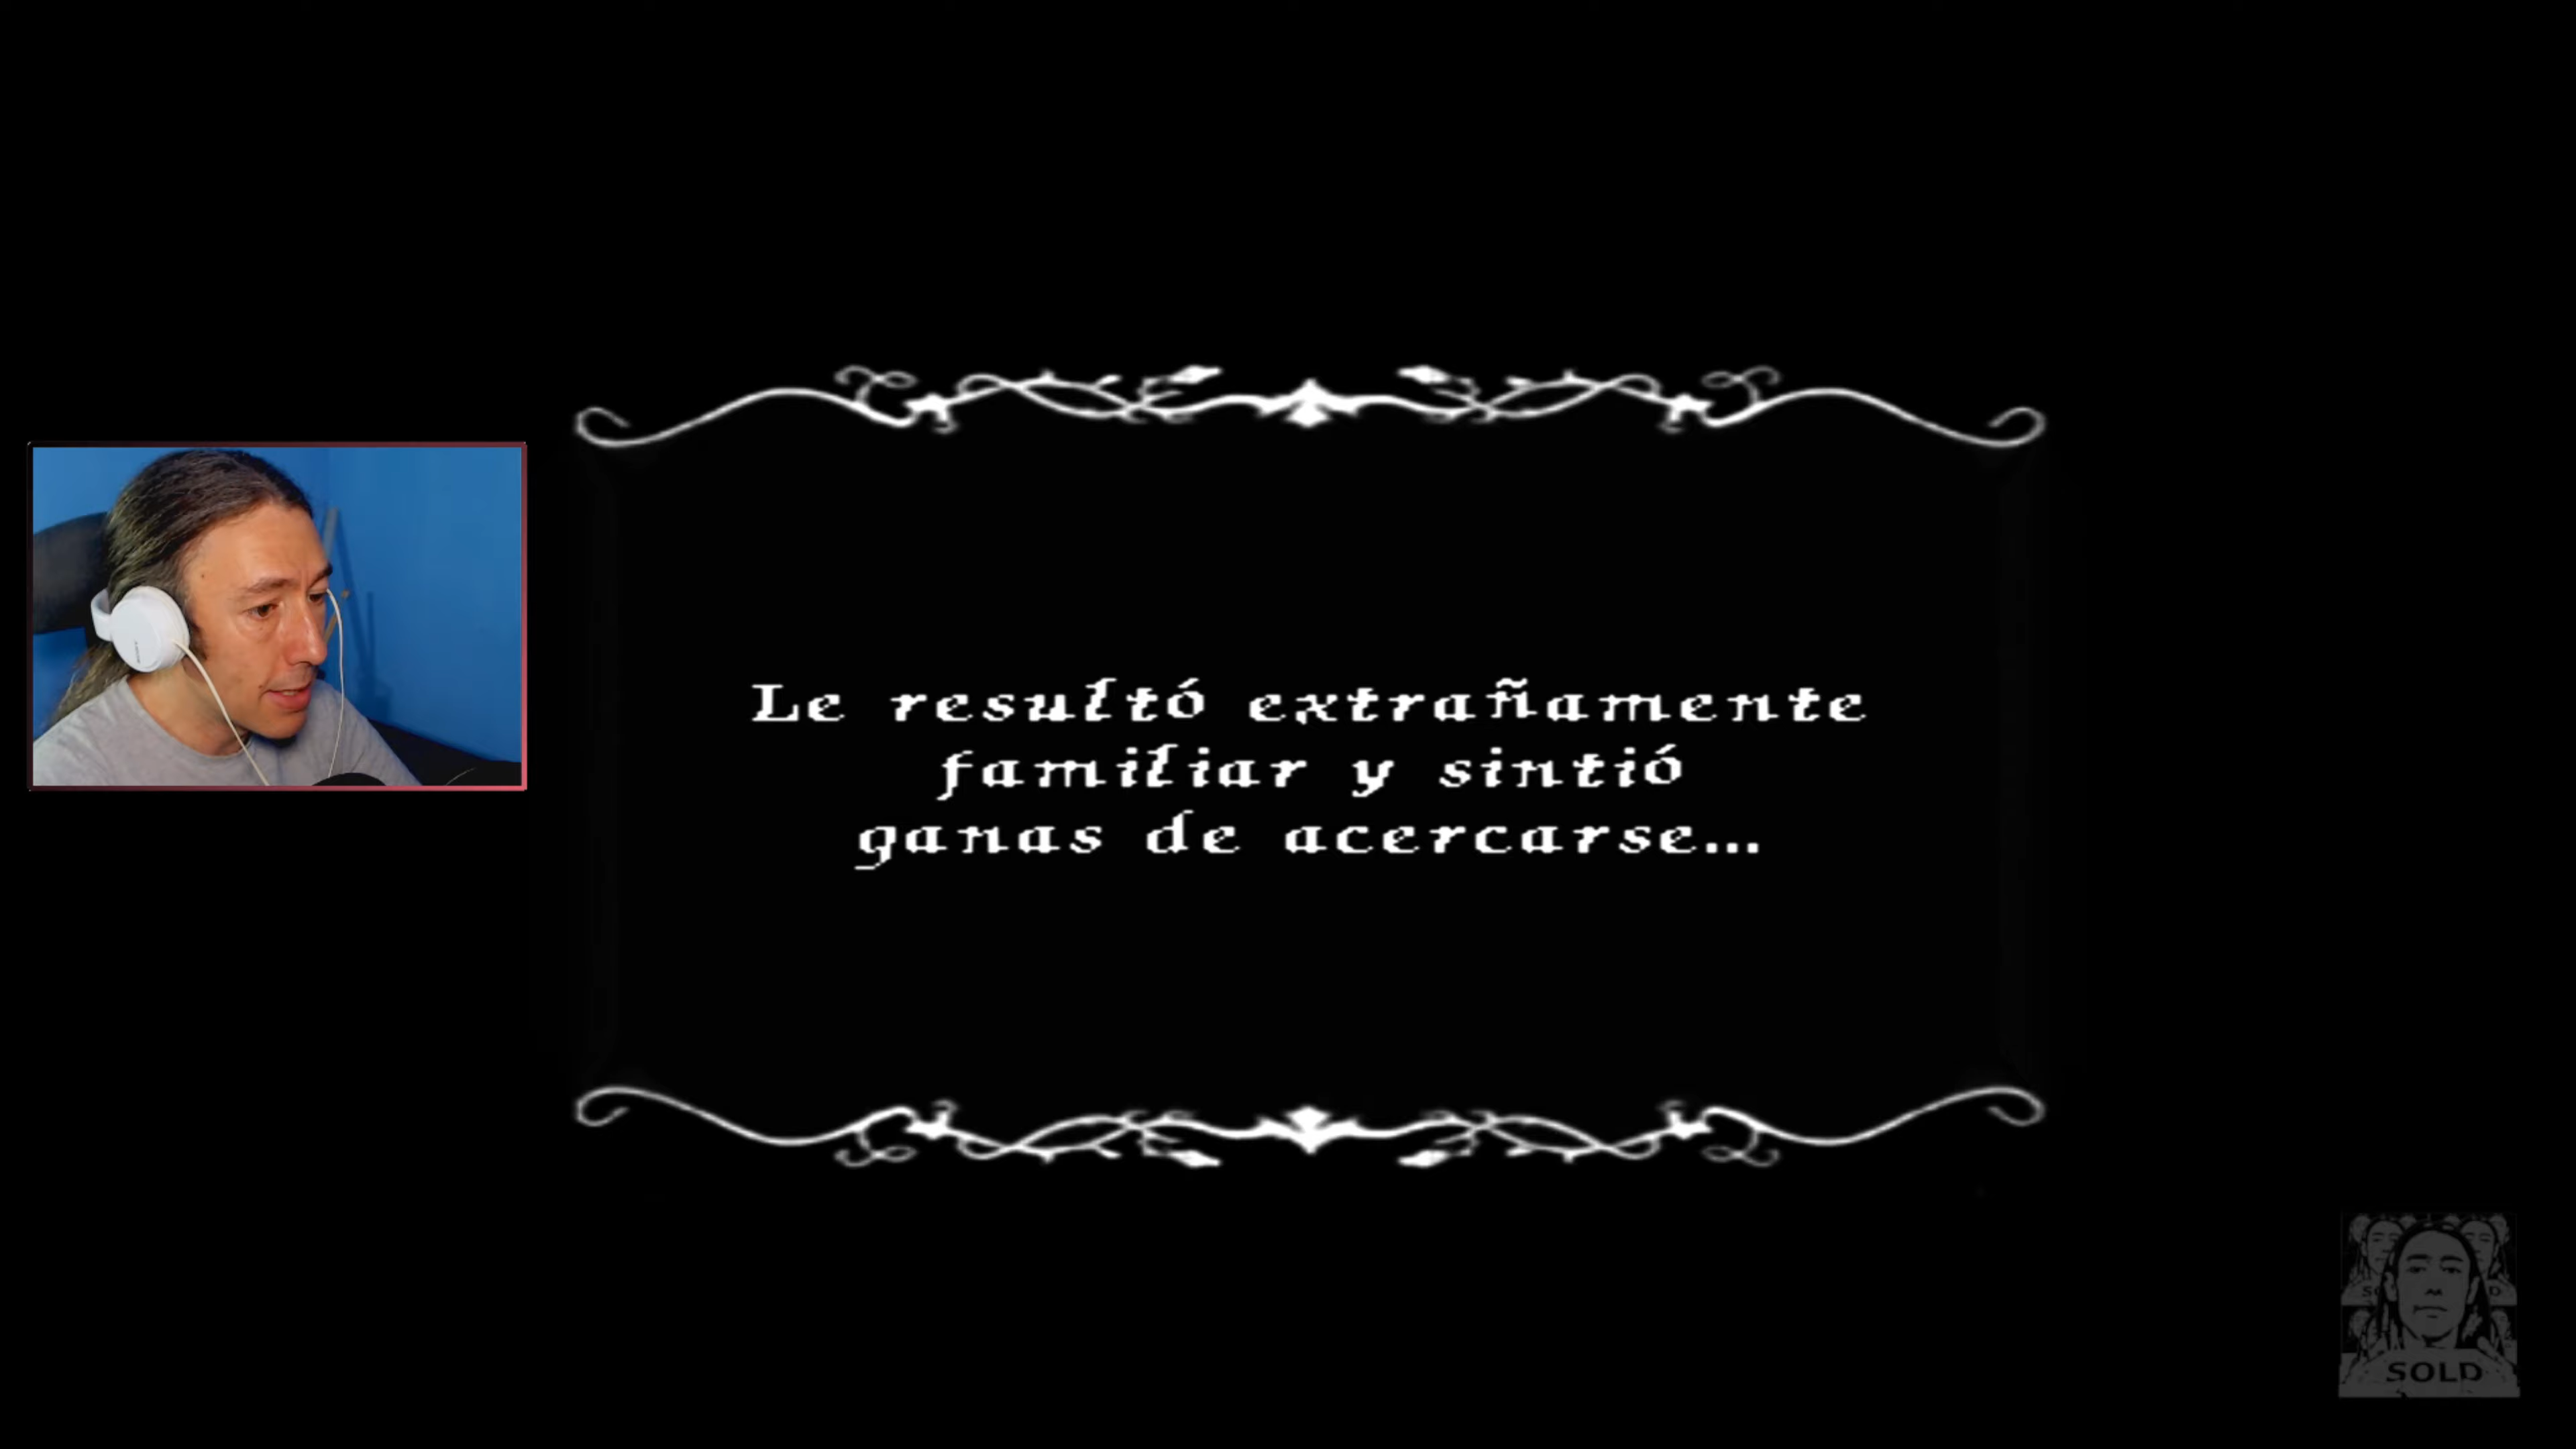 Le resultó extrañamente
familiar y sintió
ganas de acercarse...
SOLD